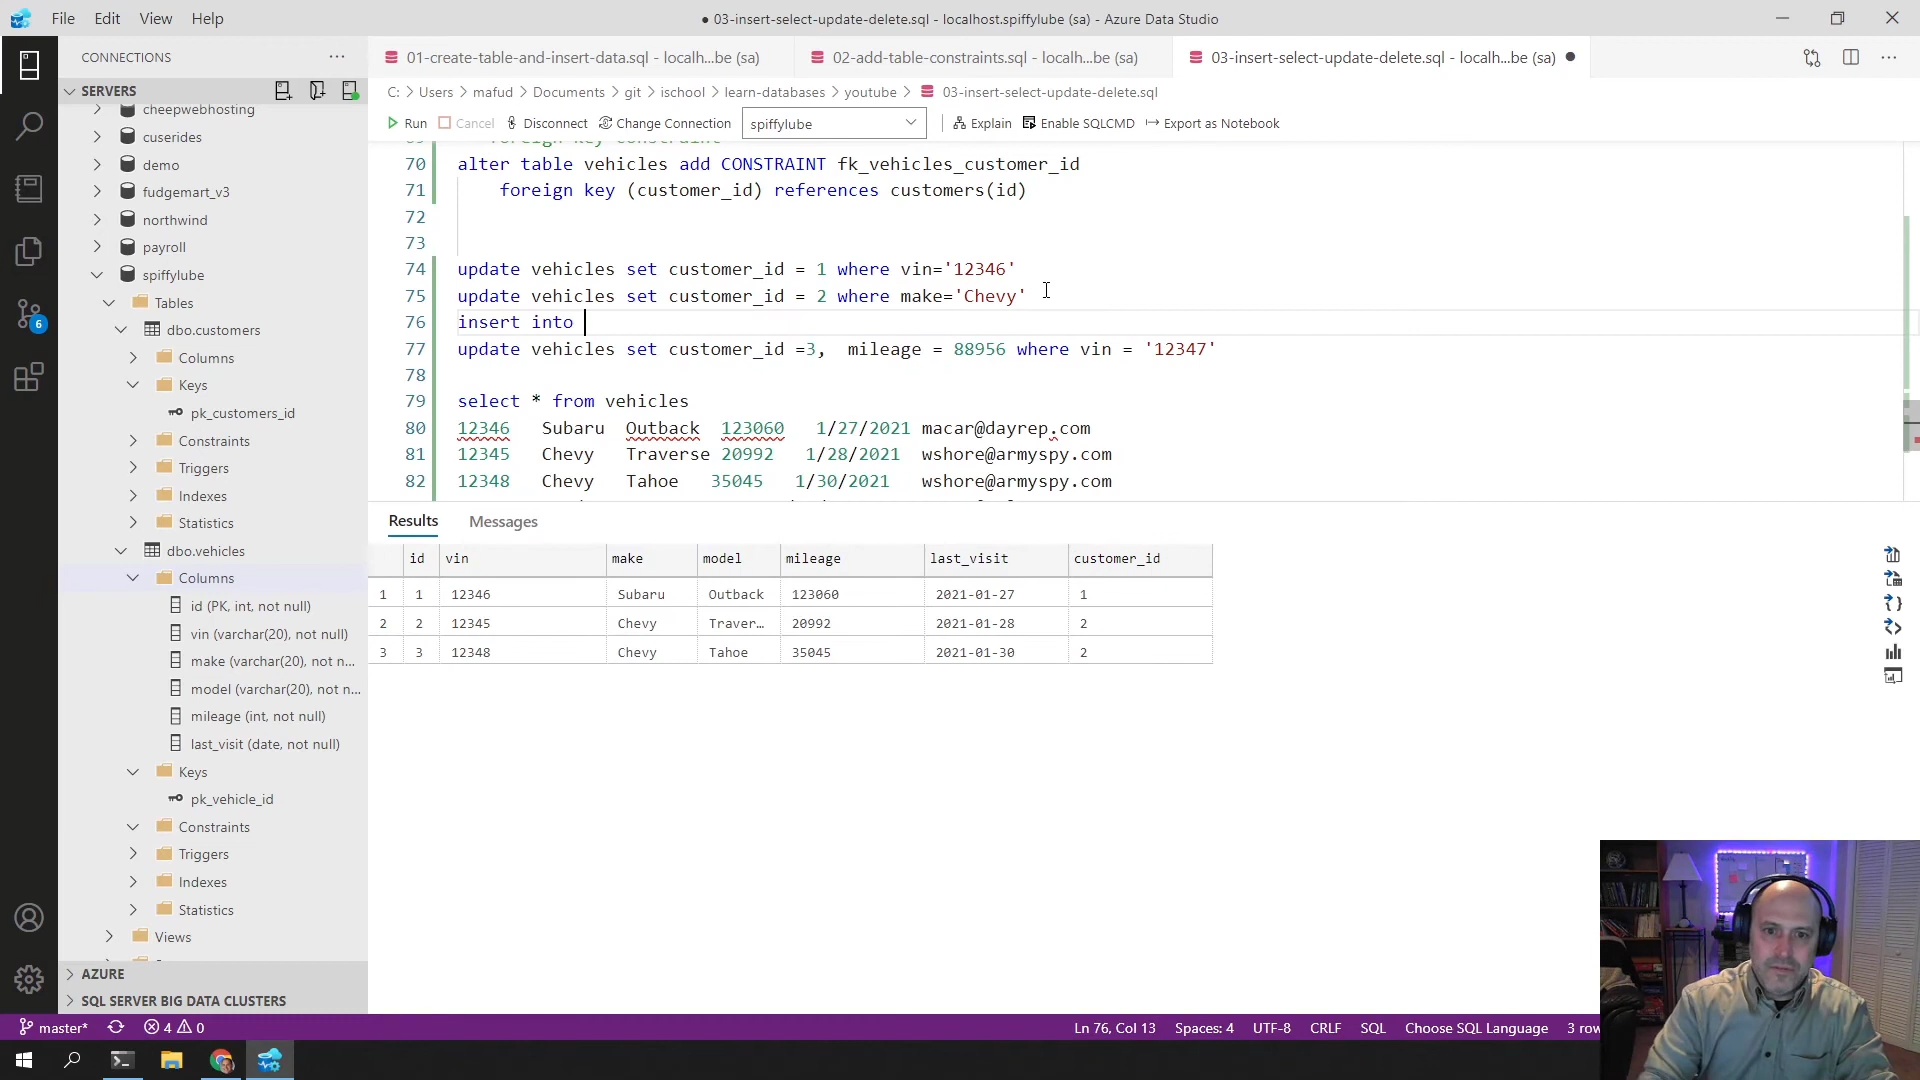 File Edit View Help
● 03-insert-select-update-delete.sql - localhost.spiffylube (sa) - Azure Data Studio
CONNECTIONS
01-create-table-and-insert-data.sql - localh...be (sa)
02-add-table-constraints.sql - localh...be (sa)
03-insert-select-update-delete.sql - localh...be (sa)
SERVERS
C: > Users > mafud > Documents > git > ischool > learn-databases > youtube > 03-insert-select-update-delete.sql
Run Cancel Disconnect Change Connection spiffylube Explain Enable SQLCMD Export as Notebook
cheepwebhosting
cuserides
demo
fudgemart_v3
northwind
payroll
spiffylube
Tables
dbo.customers
Columns
Keys
pk_customers_id
Constraints
Triggers
Indexes
Statistics
dbo.vehicles
Columns
id (PK, int, not null)
vin (varchar(20), not null)
make (varchar(20), not n...
model (varchar(20), not n...
mileage (int, not null)
last_visit (date, not null)
Keys
pk_vehicle_id
Constraints
Triggers
Indexes
Statistics
Views
AZURE
SQL SERVER BIG DATA CLUSTERS
foreign key constraint
70 alter table vehicles add CONSTRAINT fk_vehicles_customer_id
71 foreign key (customer_id) references customers(id)
72
73
74 update vehicles set customer_id = 1 where vin='12346'
75 update vehicles set customer_id = 2 where make='Chevy'
76 insert into
77 update vehicles set customer_id =3, mileage = 88956 where vin = '12347'
78
79 select * from vehicles
80 12346 Subaru Outback 123060 1/27/2021 macar@dayrep.com
81 12345 Chevy Traverse 20992 1/28/2021 wshore@armyspy.com
82 12348 Chevy Tahoe 35045 1/30/2021 wshore@armyspy.com
Results Messages
id vin make model mileage last_visit customer_id
1 1 12346 Subaru Outback 123060 2021-01-27 1
2 2 12345 Chevy Traver... 20992 2021-01-28 2
3 3 12348 Chevy Tahoe 35045 2021-01-30 2
6
master* 4 0
Ln 76, Col 13 Spaces: 4 UTF-8 CRLF SQL Choose SQL Language 3 row